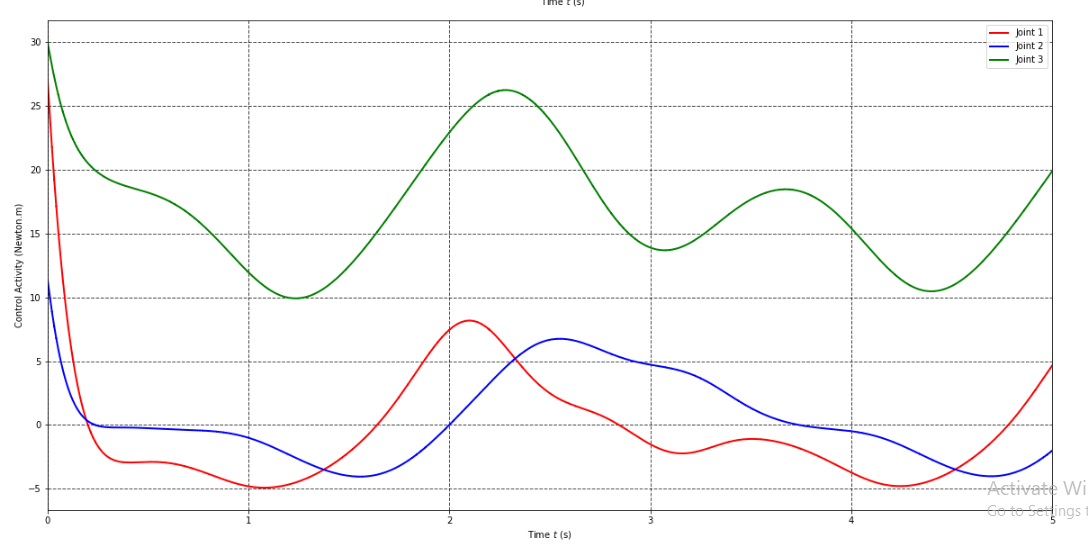 Time t (s)
Joint 1
Joint 2
Joint 3
30
25
20
15
10
5
0
−5
Control Activity (Newton.m)
0 1 2 3 4 5
Time t (s)
Activate Wi
Go to Settings t